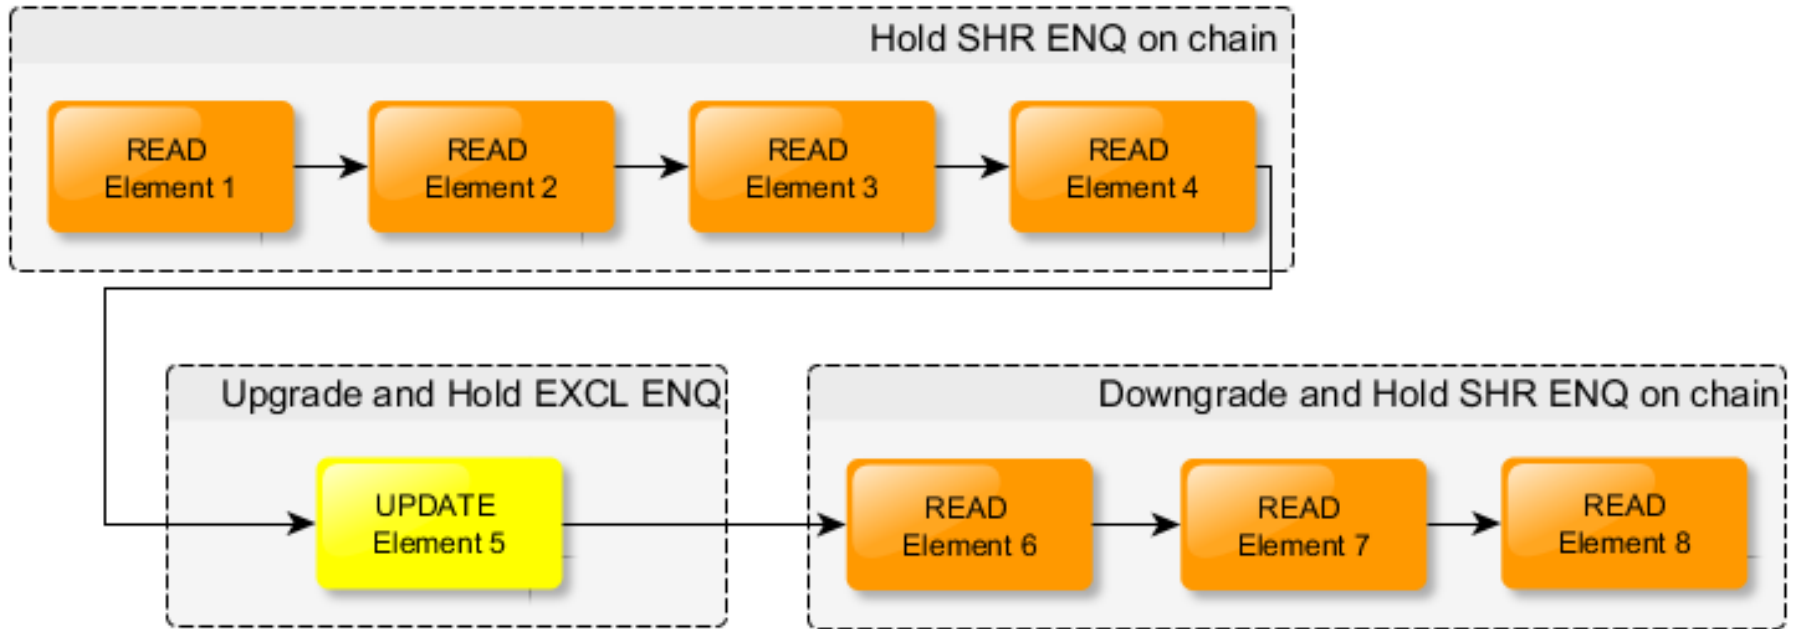 Hold SHR ENQ on chain
READ
Element 1
READ
Element 2
READ
Element 3
READ
Element 4
Upgrade and Hold EXCL ENQ
UPDATE
Element 5
Downgrade and Hold SHR ENQ on chain
READ
Element 6
READ
Element 7
READ
Element 8